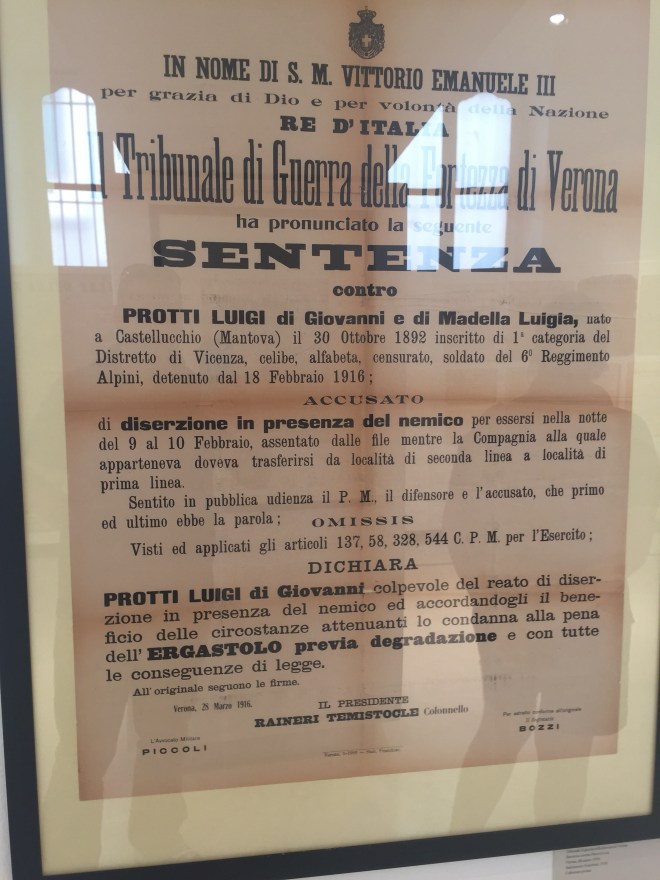 IN NOME DI S. M. VITTORIO EMANUELE III
per grazia di Dio e per volontà della Nazione
RE D'ITALIA
Il Tribunale di Guerra della Fortezza di Verona
ha pronunciato la seguente
SENTENZA
contro
PROTTI LUIGI di Giovanni e di Madella Luigia, nato
a Castellucchio (Mantova) il 30 Ottobre 1892 inscritto di 1ª categoria del
Distretto di Vicenza, celibe, alfabeta, censurato, soldato del 6º Reggimento
Alpini, detenuto dal 18 Febbraio 1916;
ACCUSATO
di diserzione in presenza del nemico per essersi nella notte
del 9 al 10 Febbraio, assentato dalle file mentre la Compagnia alla quale
apparteneva doveva trasferirsi da località di seconda linea a località di
prima linea.
Sentito in pubblica udienza il P. M., il difensore e l'accusato, che primo
ed ultimo ebbe la parola; OMISSIS
Visti ed applicati gli articoli 137, 58, 328, 544 C. P. M. per l'Esercito;
DICHIARA
PROTTI LUIGI di Giovanni colpevole del reato di diser-
zione in presenza del nemico ed accordandogli il bene-
ficio delle circostanze attenuanti lo condanna alla pena
dell' ERGASTOLO previa degradazione e con tutte
le conseguenze di legge.
All' originale seguono le firme.
Verona, 28 Marzo 1916.
IL PRESIDENTE
RAINERI TEMISTOCLE Colonnello
L'Avvocato Militare
PICCOLI
Per estratto conforme all'originale
Il Segretario
BOZZI